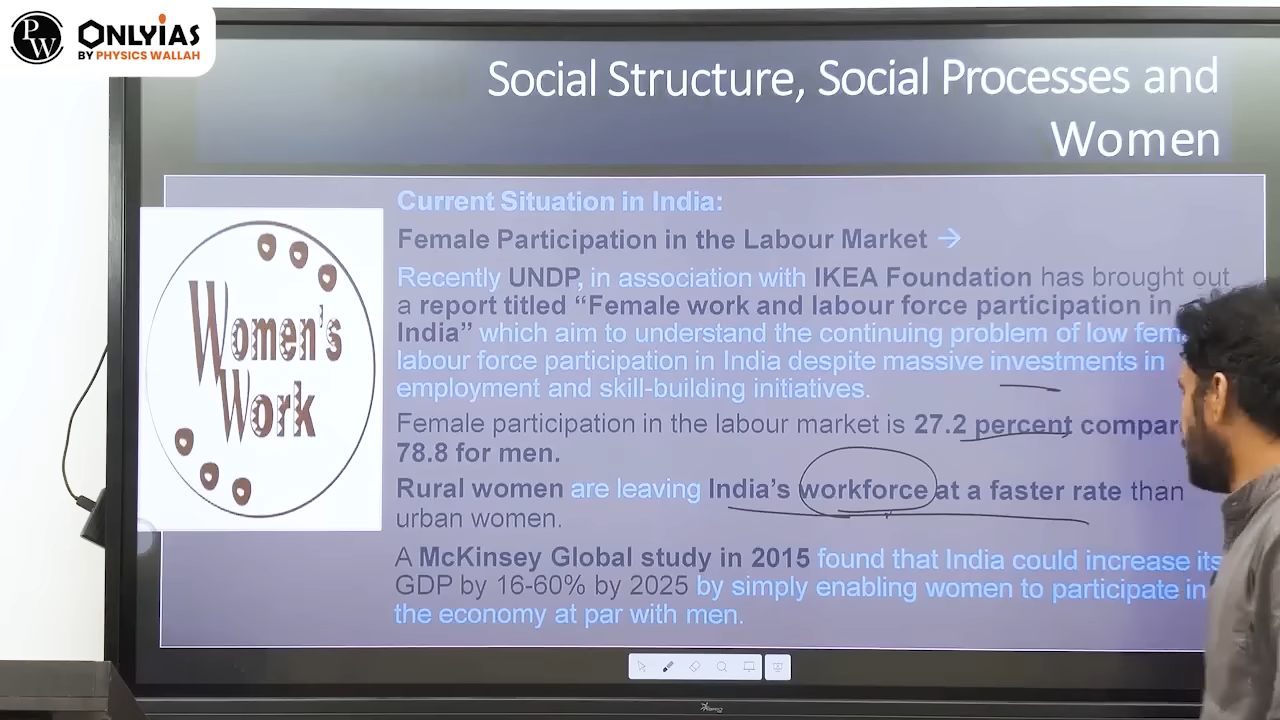 PW
ONLYIAS
BY PHYSICS WALLAH
Social Structure, Social Processes and
Women
Current Situation in India:
Female Participation in the Labour Market →
Recently UNDP, in association with IKEA Foundation has brought out
a report titled “Female work and labour force participation in
India” which aim to understand the continuing problem of low fem
labour force participation in India despite massive investments in
employment and skill-building initiatives.
Female participation in the labour market is 27.2 percent compar
78.8 for men.
Rural women are leaving India’s workforce at a faster rate than
urban women.
A McKinsey Global study in 2015 found that India could increase its
GDP by 16-60% by 2025 by simply enabling women to participate in
the economy at par with men.
Women's
Work